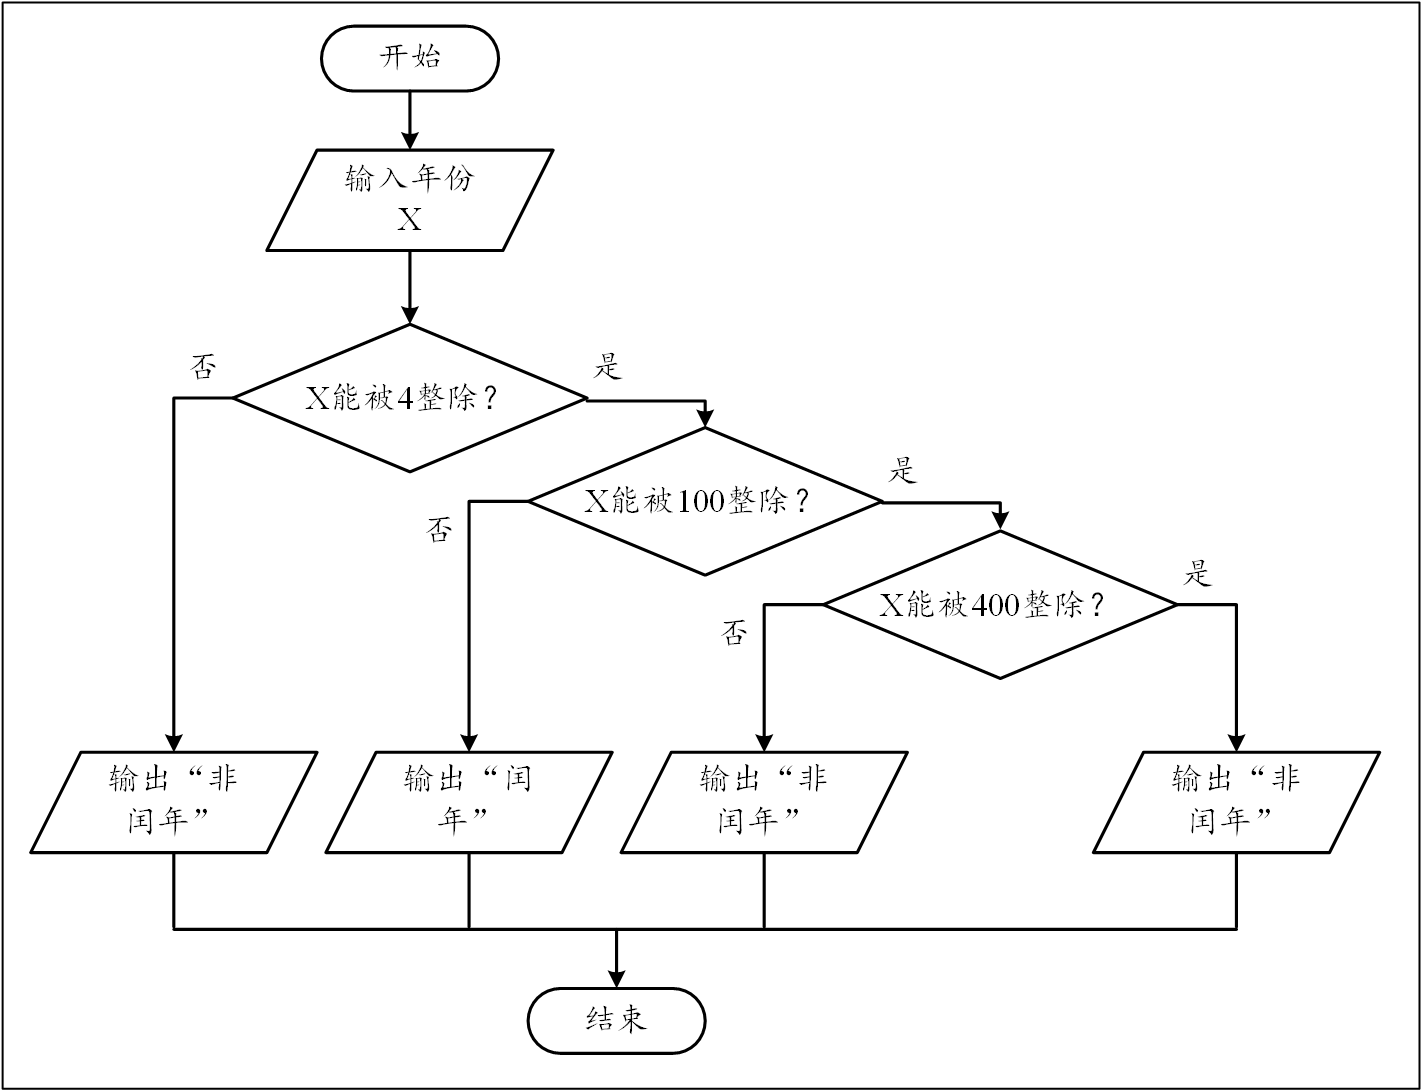 开始
输入年份
X
否
是
X能被4整除？
是
X能被100整除？
否
是
X能被400整除？
否
输出“非
闰年”
输出“闰
年”
输出“非
闰年”
输出“非
闰年”
结束